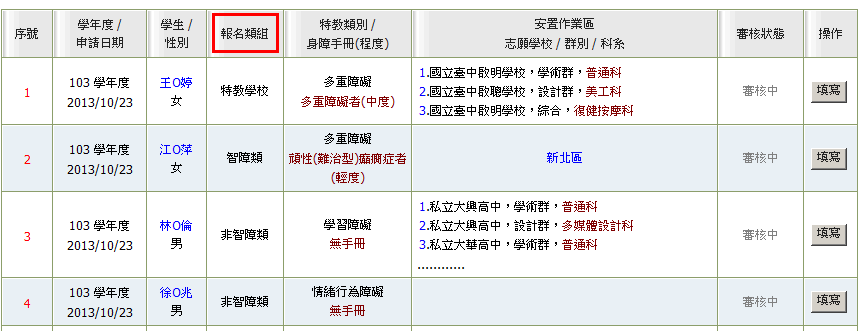 序號 學年度 / 學生 / 報名類組 特教類別 / 安置作業區 審核狀態 操作
申請日期 性別 身障手冊(程度) 志願學校 / 群別 / 科系
1 103 學年度 王O婷 特教學校 多重障礙 1.國立臺中啟明學校，學術群，普通科 審核中 填寫
2013/10/23 女 多重障礙者(中度) 2.國立臺中啟聰學校，設計群，美工科
3.國立臺中啟明學校，綜合，復健按摩科
2 103 學年度 江O萍 智障類 多重障礙 新北區 審核中 填寫
2013/10/23 女 頑性(難治型)癲癇症者
(輕度)
3 103 學年度 林O倫 非智障類 學習障礙 1.私立大興高中，學術群，普通科 審核中 填寫
2013/10/23 男 無手冊 2.私立大興高中，設計群，多媒體設計科
3.私立大華高中，學術群，普通科
.............
4 103 學年度 徐O兆 非智障類 情緒行為障礙 審核中 填寫
2013/10/23 男 無手冊